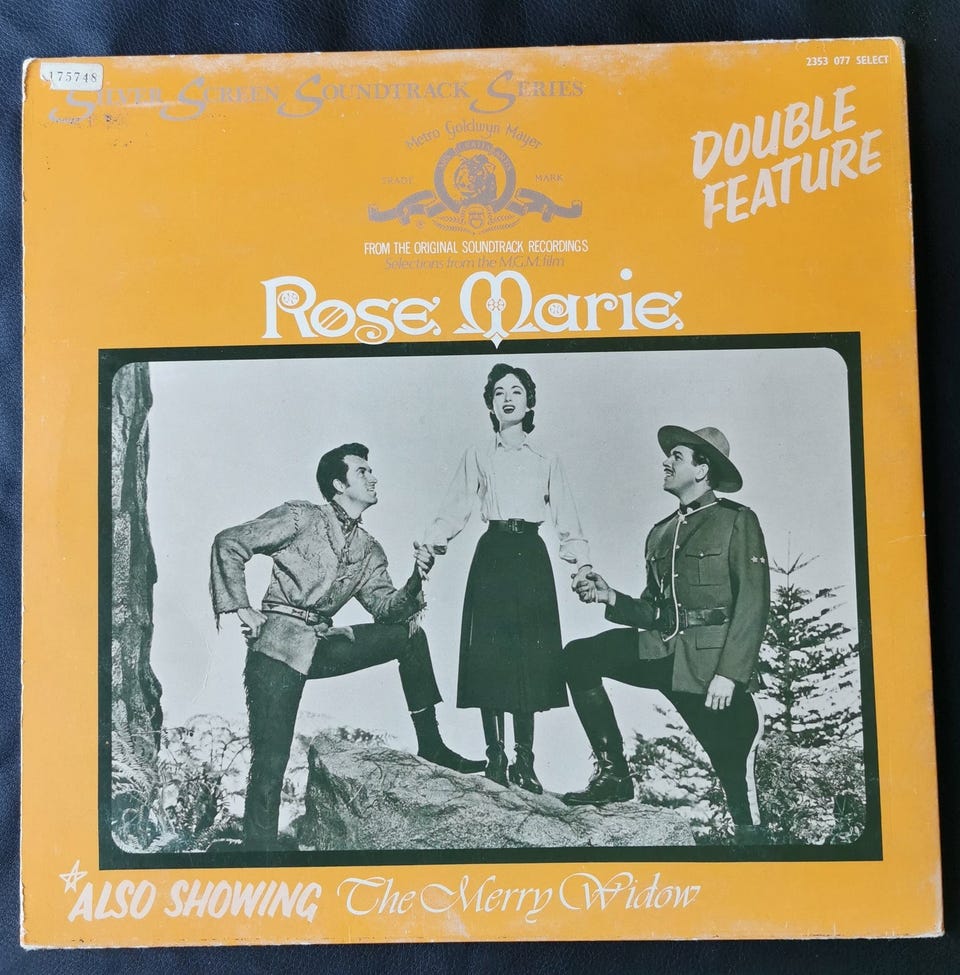 175748
2353 077 SELECT
SILVER SCREEN SOUNDTRACK SERIES
DOUBLE
FEATURE
Metro Goldwyn Mayer
TRADE MARK
FROM THE ORIGINAL SOUNDTRACK RECORDINGS
Selections from the M.G.M. film
Rose Marie
ALSO SHOWING The Merry Widow